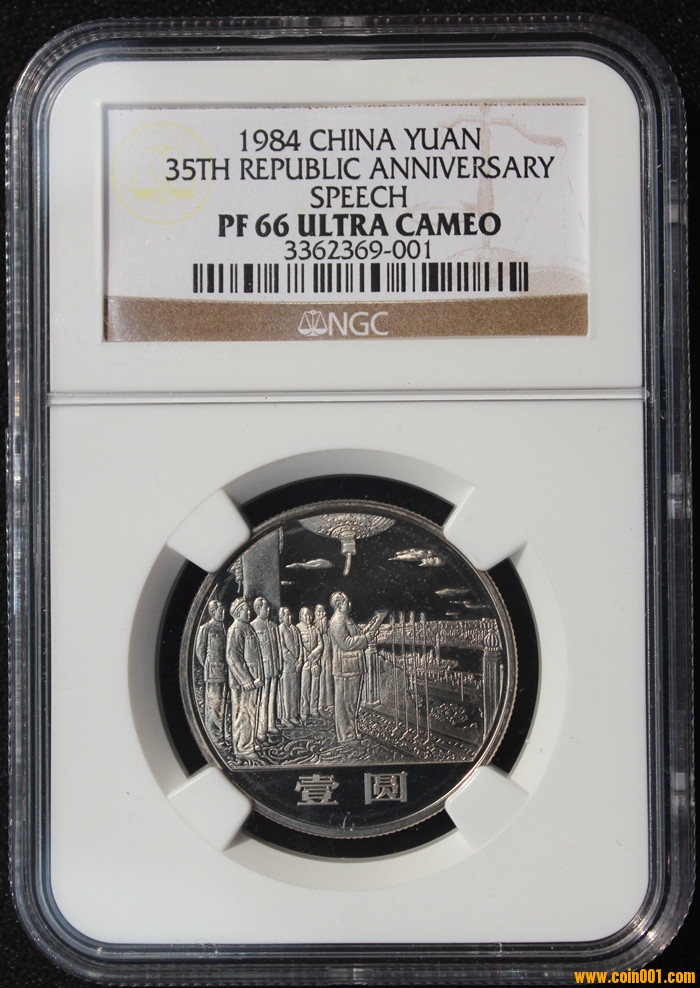 1984 CHINA YUAN
35TH REPUBLIC ANNIVERSARY
SPEECH
PF 66 ULTRA CAMEO
3362369-001
NGC
壹 圆
www.coin001.com